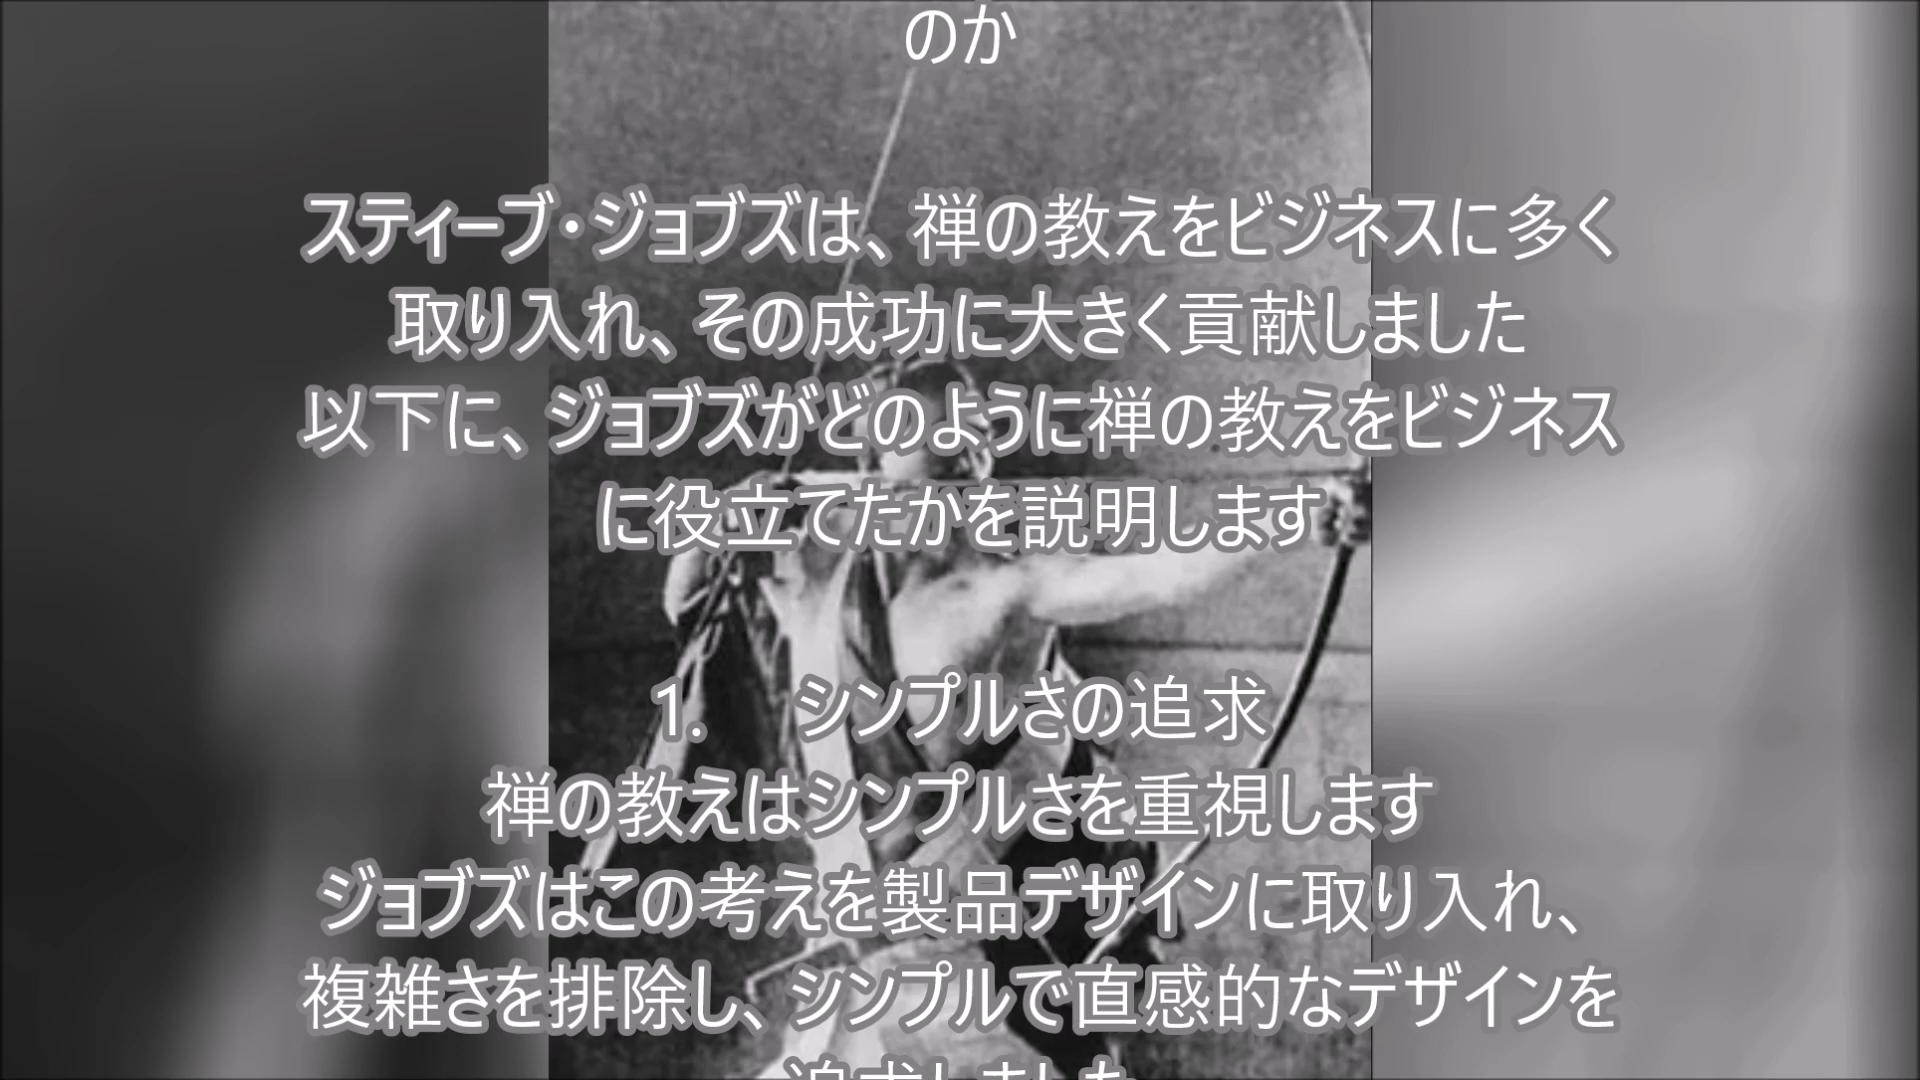 のか
スティーブ・ジョブズは、禅の教えをビジネスに多く
取り入れ、その成功に大きく貢献しました
以下に、ジョブズがどのように禅の教えをビジネス
に役立てたかを説明します
1. シンプルさの追求
禅の教えはシンプルさを重視します
ジョブズはこの考えを製品デザインに取り入れ、
複雑さを排除し、シンプルで直感的なデザインを
追求しました